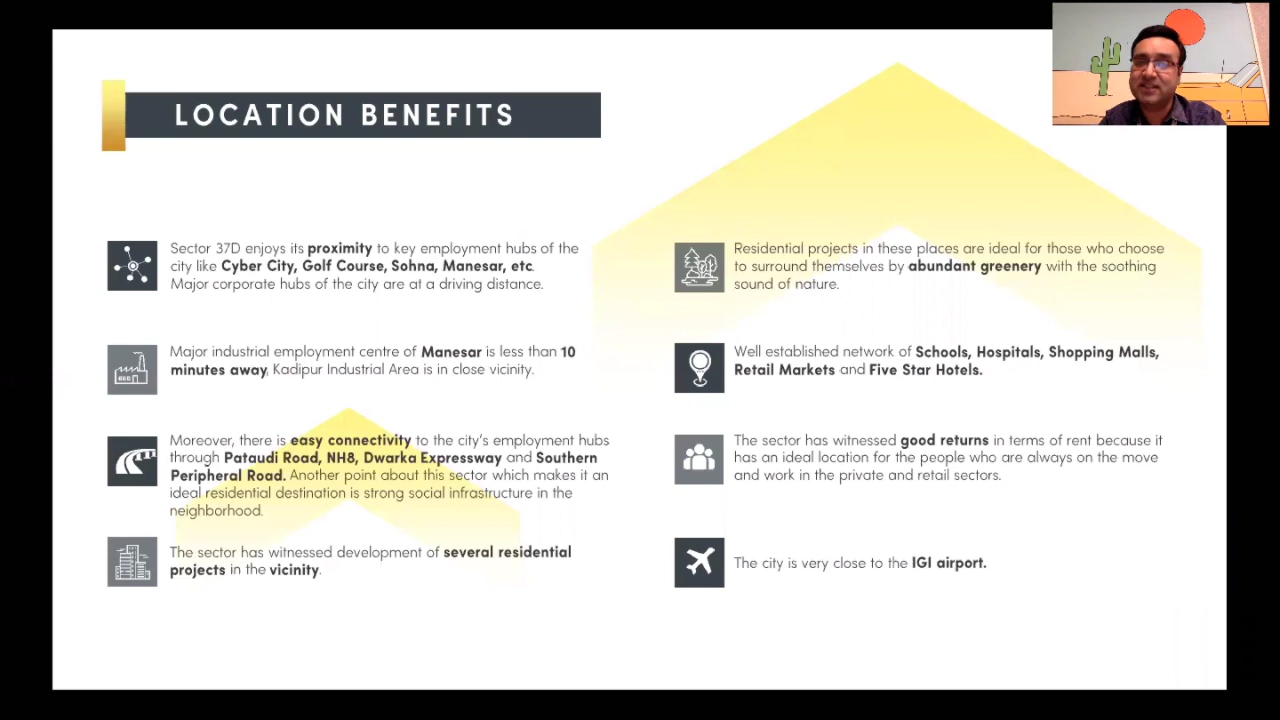 LOCATION BENEFITS
Sector 37D enjoys its proximity to key employment hubs of the
city like Cyber City, Golf Course, Sohna, Manesar, etc.
Major corporate hubs of the city are at a driving distance.
Major industrial employment centre of Manesar is less than 10
minutes away, Kadipur Industrial Area is in close vicinity.
Moreover, there is easy connectivity to the city's employment hubs
through Pataudi Road, NH8, Dwarka Expressway and Southern
Peripheral Road. Another point about this sector which makes it an
ideal residential destination is strong social infrastructure in the
neighborhood.
The sector has witnessed development of several residential
projects in the vicinity.
Residential projects in these places are ideal for those who choose
to surround themselves by abundant greenery with the soothing
sound of nature.
Well established network of Schools, Hospitals, Shopping Malls,
Retail Markets and Five Star Hotels.
The sector has witnessed good returns in terms of rent because it
has an ideal location for the people who are always on the move
and work in the private and retail sectors.
The city is very close to the IGI airport.